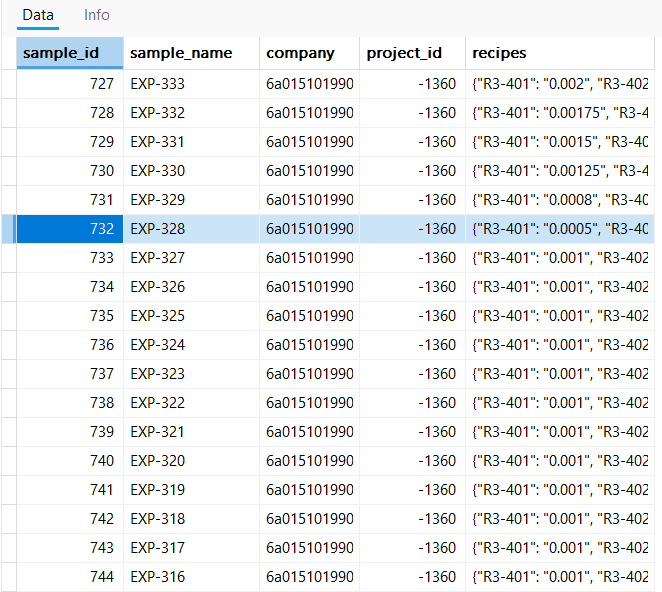 Data Info
sample_id sample_name company project_id recipes
727 EXP-333 6a015101990 -1360 {"R3-401": "0.002", "R3-402
728 EXP-332 6a015101990 -1360 {"R3-401": "0.00175", "R3-4
729 EXP-331 6a015101990 -1360 {"R3-401": "0.0015", "R3-40
730 EXP-330 6a015101990 -1360 {"R3-401": "0.00125", "R3-4
731 EXP-329 6a015101990 -1360 {"R3-401": "0.0008", "R3-40
732 EXP-328 6a015101990 -1360 {"R3-401": "0.0005", "R3-40
733 EXP-327 6a015101990 -1360 {"R3-401": "0.001", "R3-402
734 EXP-326 6a015101990 -1360 {"R3-401": "0.001", "R3-402
735 EXP-325 6a015101990 -1360 {"R3-401": "0.001", "R3-402
736 EXP-324 6a015101990 -1360 {"R3-401": "0.001", "R3-402
737 EXP-323 6a015101990 -1360 {"R3-401": "0.001", "R3-402
738 EXP-322 6a015101990 -1360 {"R3-401": "0.001", "R3-402
739 EXP-321 6a015101990 -1360 {"R3-401": "0.001", "R3-402
740 EXP-320 6a015101990 -1360 {"R3-401": "0.001", "R3-402
741 EXP-319 6a015101990 -1360 {"R3-401": "0.001", "R3-402
742 EXP-318 6a015101990 -1360 {"R3-401": "0.001", "R3-402
743 EXP-317 6a015101990 -1360 {"R3-401": "0.001", "R3-402
744 EXP-316 6a015101990 -1360 {"R3-401": "0.001", "R3-402